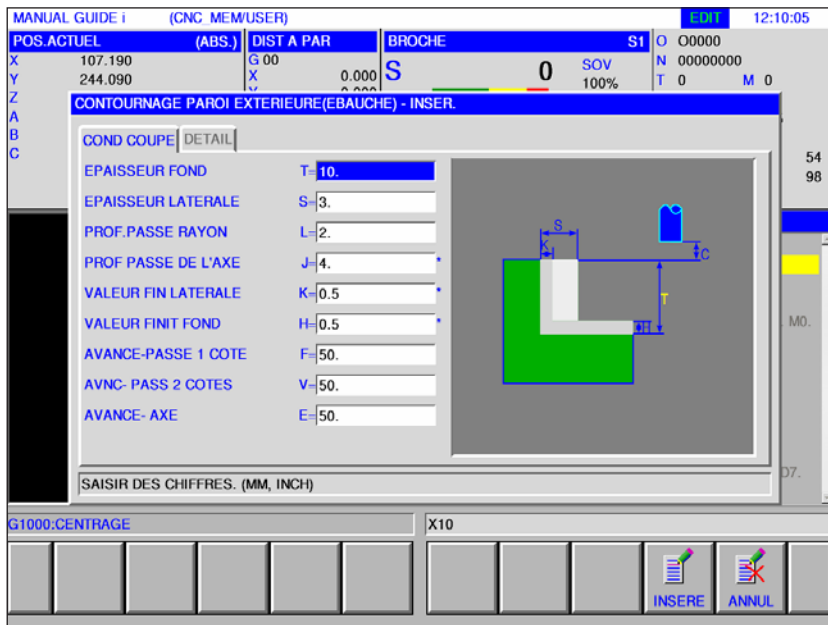 MANUAL GUIDE i (CNC_MEM/USER) EDIT 12:10:05
POS.ACTUEL (ABS.) DIST A PAR BROCHE S1 O O0000
X 107.190 G 00 N 00000000
Y 244.090 X 0.000 S 0 SOV 100% T 0 M 0
Z
A
B
C
54
98
CONTOURNAGE PAROI EXTERIEURE(EBAUCHE) - INSER.
COND COUPE DETAIL
EPAISSEUR FOND T=10.
EPAISSEUR LATERALE S=3.
PROF.PASSE RAYON L=2.
PROF PASSE DE L'AXE J=4. *
VALEUR FIN LATERALE K=0.5 *
VALEUR FINIT FOND H=0.5 *
AVANCE-PASSE 1 COTE F=50.
AVNC- PASS 2 COTES V=50.
AVANCE- AXE E=50.
S
K
C
T
H
M0.
D7.
SAISIR DES CHIFFRES. (MM, INCH)
G1000:CENTRAGE X10
INSERE ANNUL